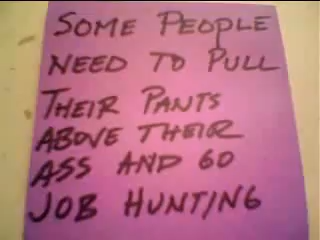 SOME PEOPLE
NEED TO PULL
THEIR PANTS
ABOVE THEIR
ASS AND GO
JOB HUNTING